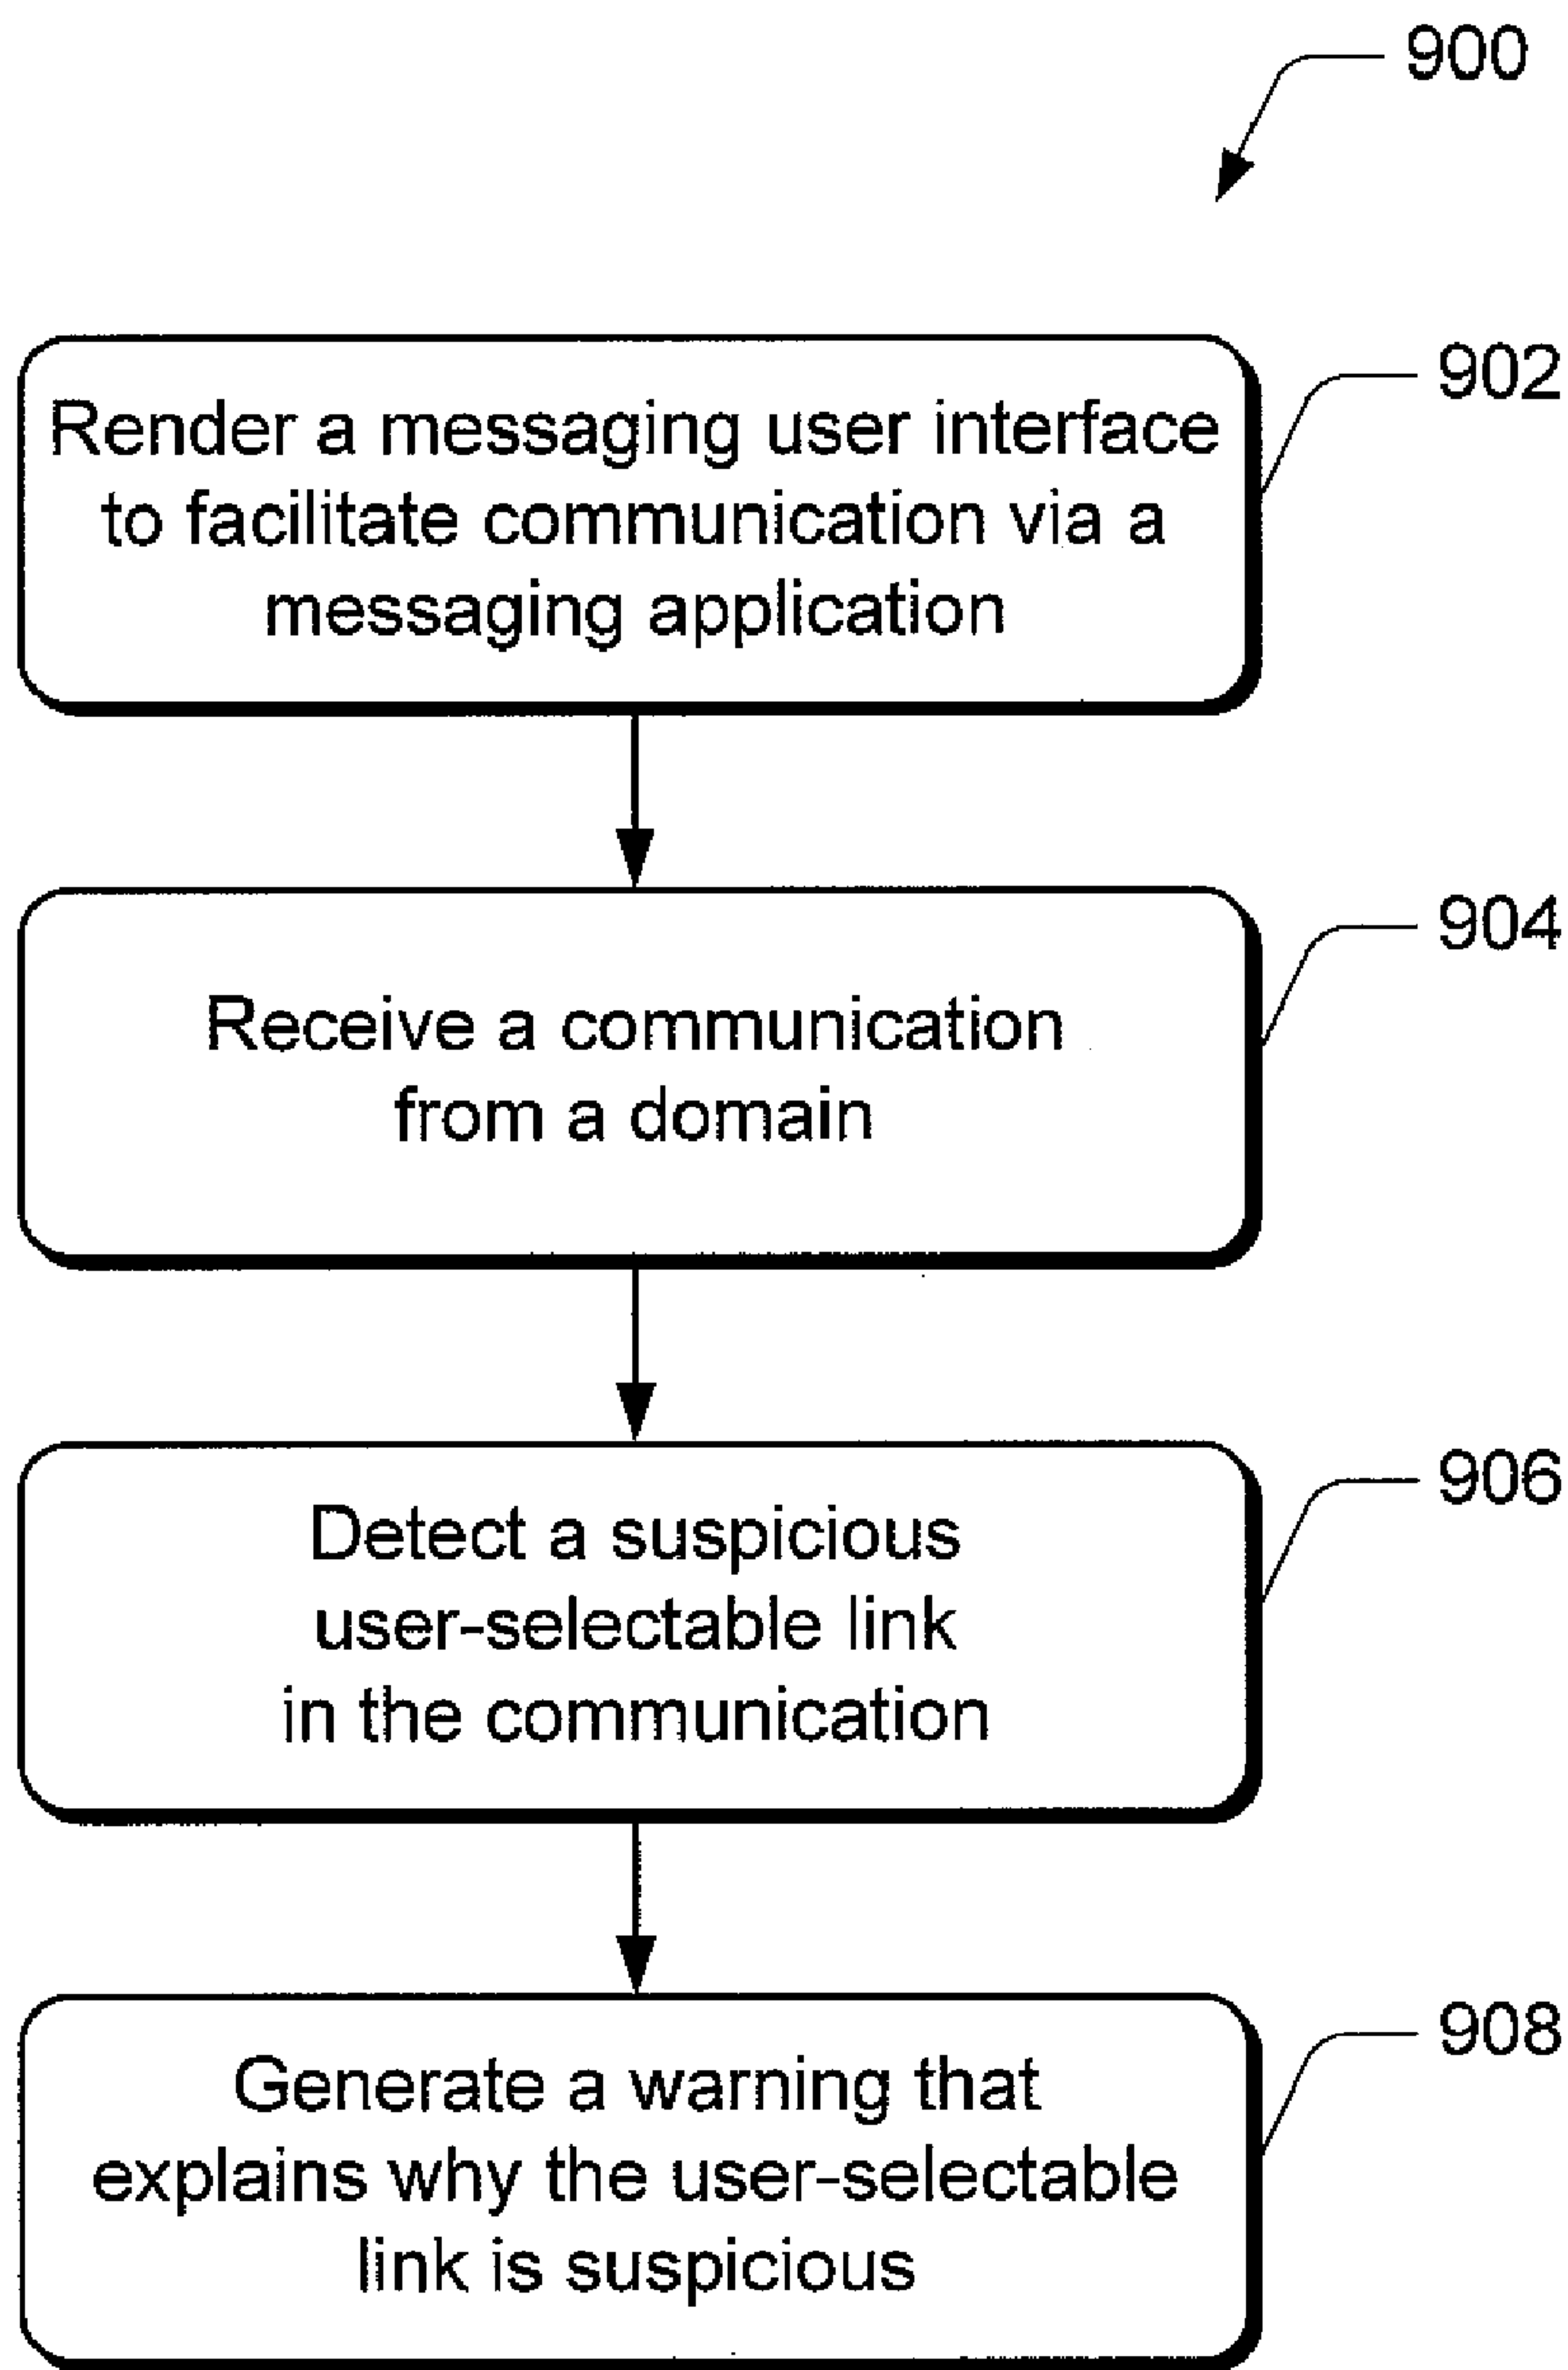 900
902
Render a messaging user interface
to facilitate communication via a
messaging application
904
Receive a communication
from a domain
906
Detect a suspicious
user-selectable link
in the communication
908
Generate a warning that
explains why the user-selectable
link is suspicious